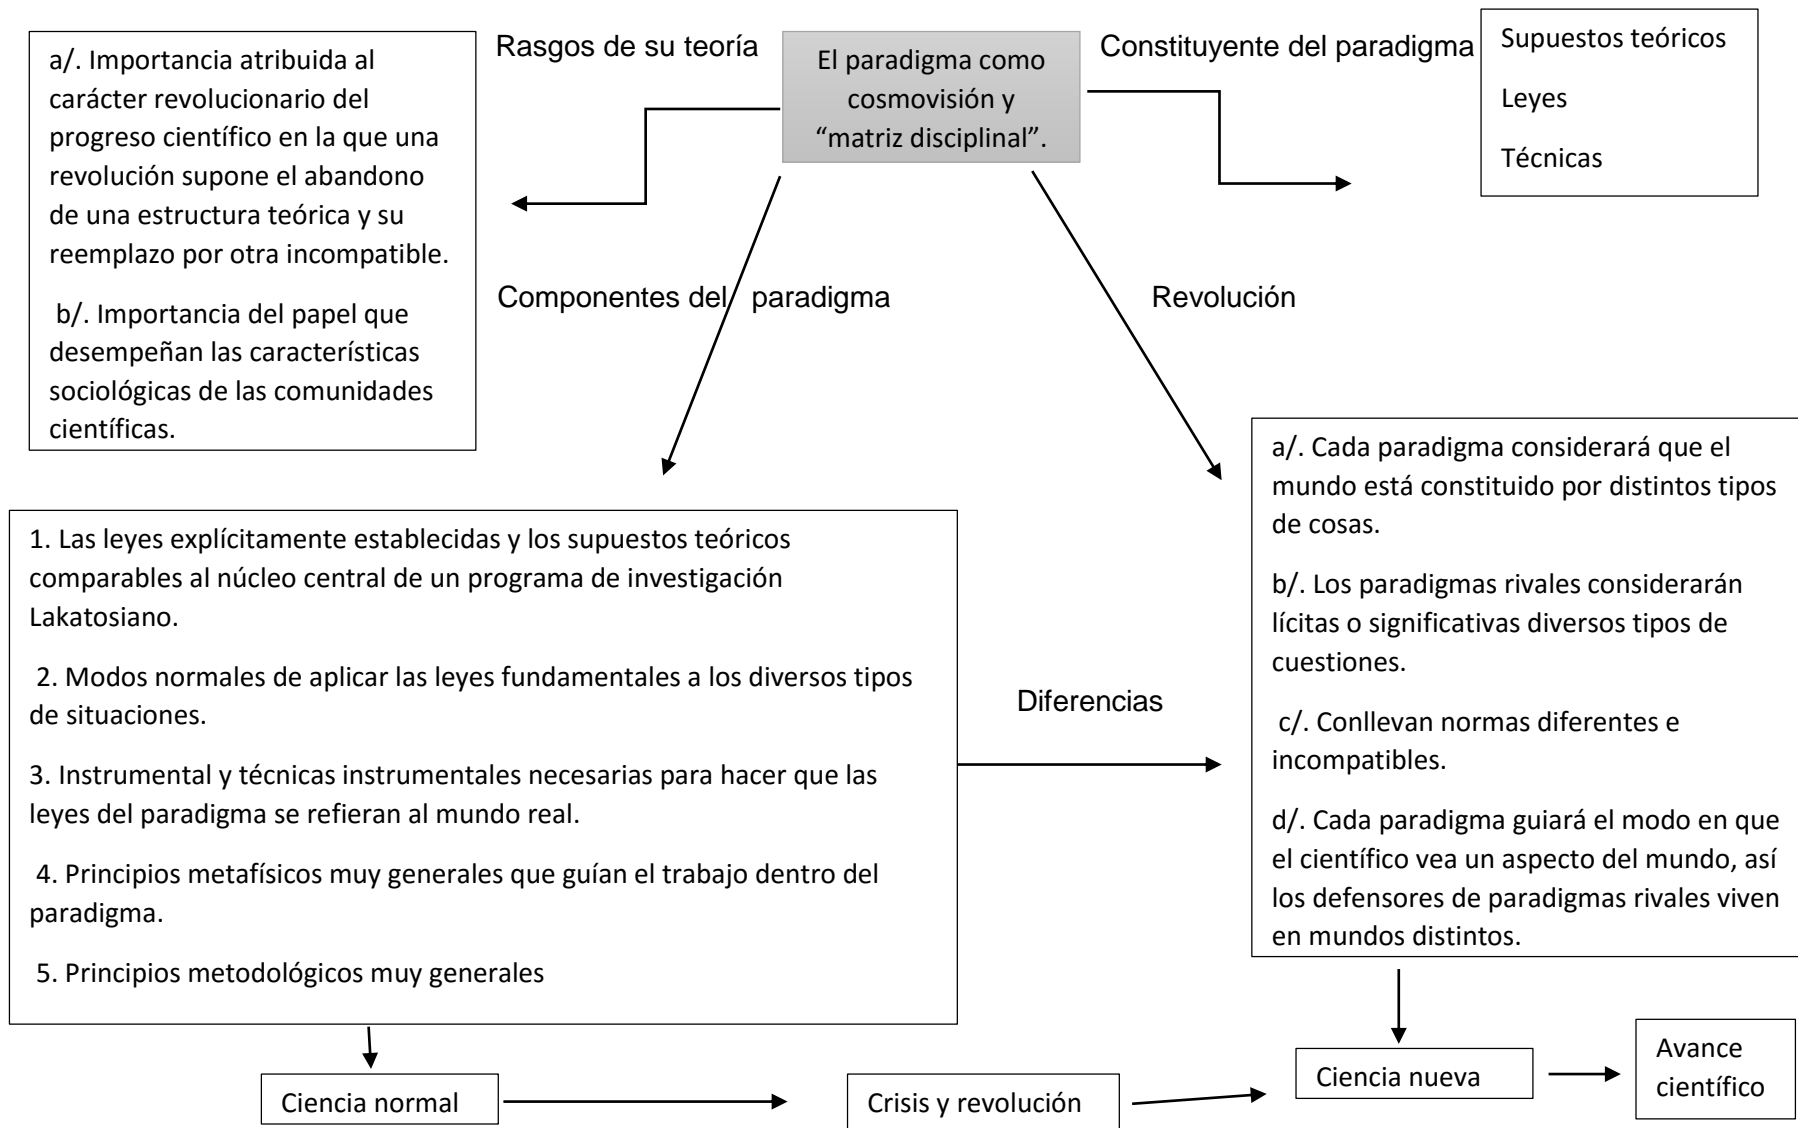 Rasgos de su teoría
El paradigma como
cosmovisión y
“matriz disciplinal”.
Constituyente del paradigma
Supuestos teóricos
Leyes
Técnicas
a/. Importancia atribuida al
carácter revolucionario del
progreso científico en la que una
revolución supone el abandono
de una estructura teórica y su
reemplazo por otra incompatible.
b/. Importancia del papel que
desempeñan las características
sociológicas de las comunidades
científicas.
Componentes del paradigma
Revolución
1. Las leyes explícitamente establecidas y los supuestos teóricos
comparables al núcleo central de un programa de investigación
Lakatosiano.
2. Modos normales de aplicar las leyes fundamentales a los diversos tipos
de situaciones.
3. Instrumental y técnicas instrumentales necesarias para hacer que las
leyes del paradigma se refieran al mundo real.
4. Principios metafísicos muy generales que guían el trabajo dentro del
paradigma.
5. Principios metodológicos muy generales
Diferencias
a/. Cada paradigma considerará que el
mundo está constituido por distintos tipos
de cosas.
b/. Los paradigmas rivales considerarán
lícitas o significativas diversos tipos de
cuestiones.
c/. Conllevan normas diferentes e
incompatibles.
d/. Cada paradigma guiará el modo en que
el científico vea un aspecto del mundo, así
los defensores de paradigmas rivales viven
en mundos distintos.
Ciencia normal
Crisis y revolución
Ciencia nueva
Avance
científico